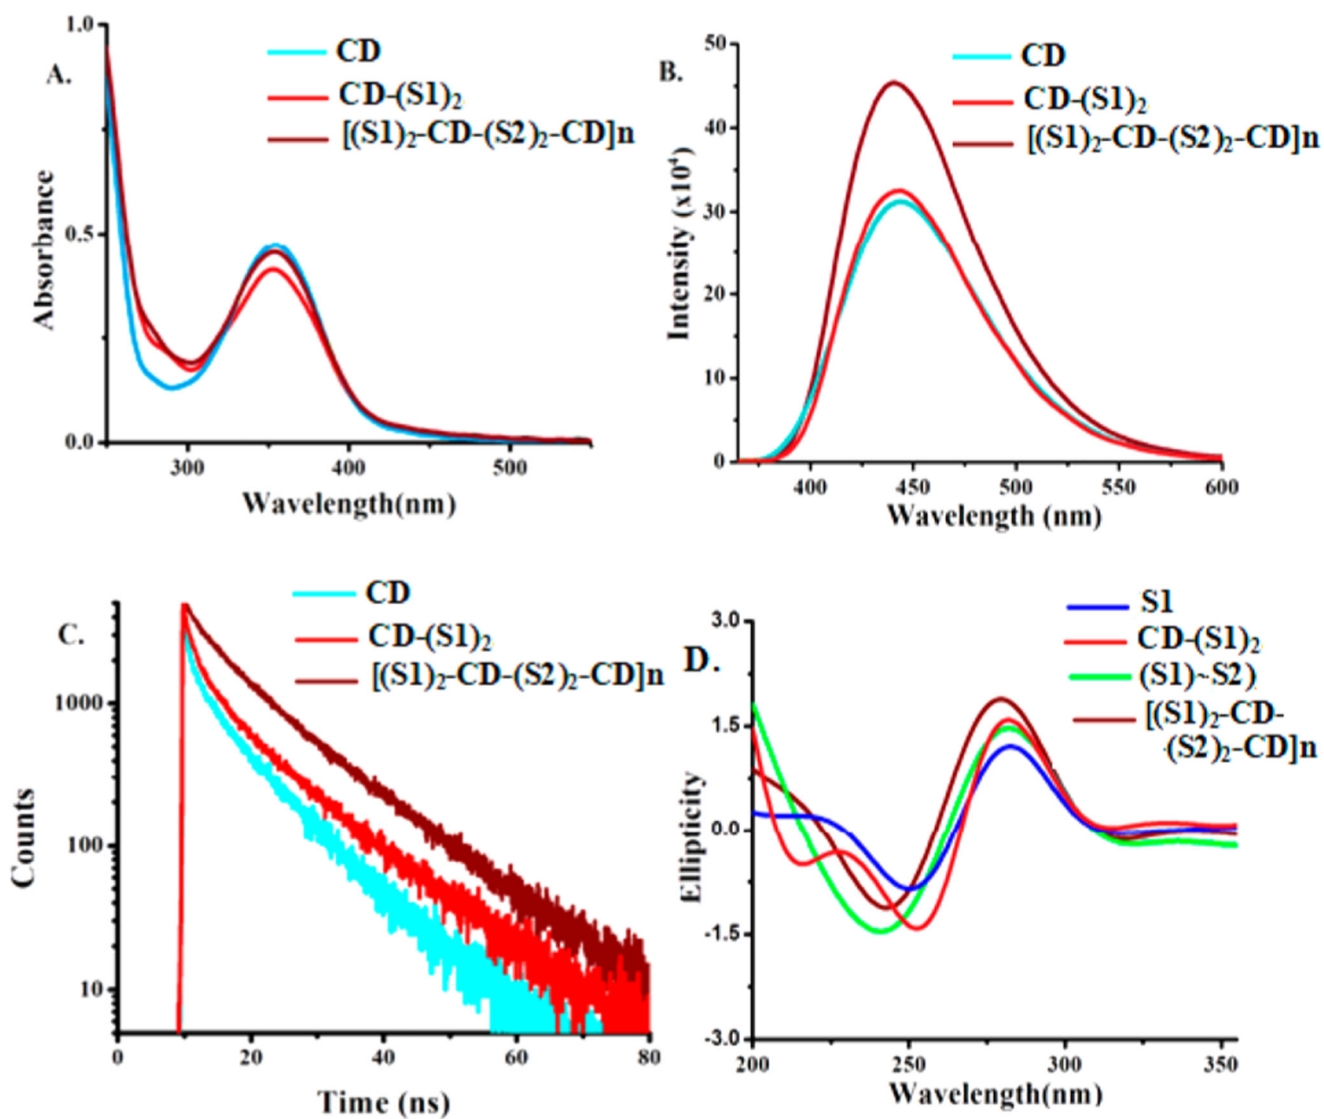 A.
CD
CD-(S1)₂
[(S1)₂-CD-(S2)₂-CD]n
1.0
0.5
0.0
300
400
500
Absorbance
Wavelength(nm)
B.
CD
CD-(S1)₂
[(S1)₂-CD-(S2)₂-CD]n
50
40
30
20
10
0
400
450
500
550
600
Intensity (x10⁴)
Wavelength (nm)
C.
CD
CD-(S1)₂
[(S1)₂-CD-(S2)₂-CD]n
1000
100
10
0
20
40
60
80
Counts
Time (ns)
D.
S1
CD-(S1)₂
(S1)~S2)
[(S1)₂-CD-
(S2)₂-CD]n
3.0
1.5
0.0
-1.5
-3.0
200
250
300
350
Ellipticity
Wavelength(nm)